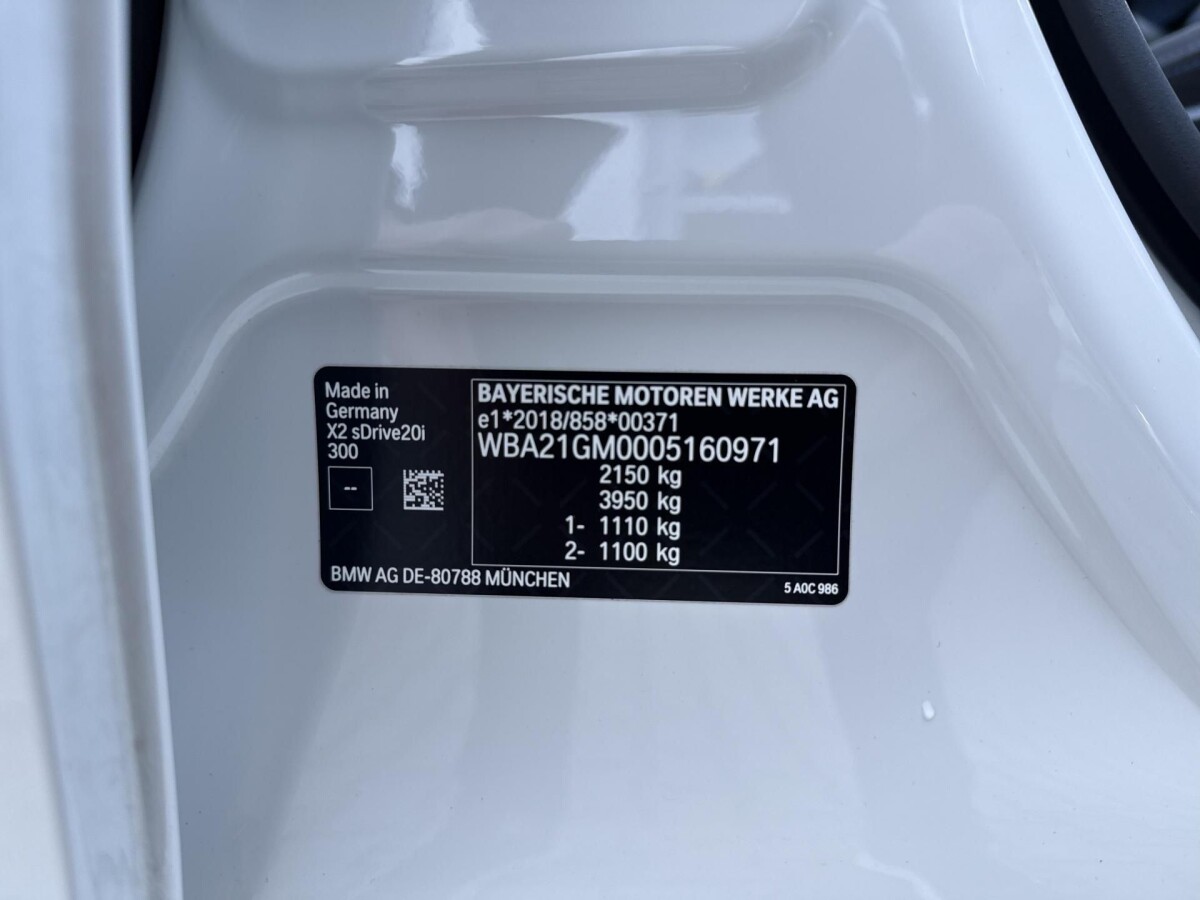 Made in
Germany
X2 sDrive20i
300
--
BAYERISCHE MOTOREN WERKE AG
e1*2018/858*00371
WBA21GM0005160971
2150 kg
3950 kg
1- 1110 kg
2- 1100 kg
BMW AG DE-80788 MÜNCHEN
5 A0C 986